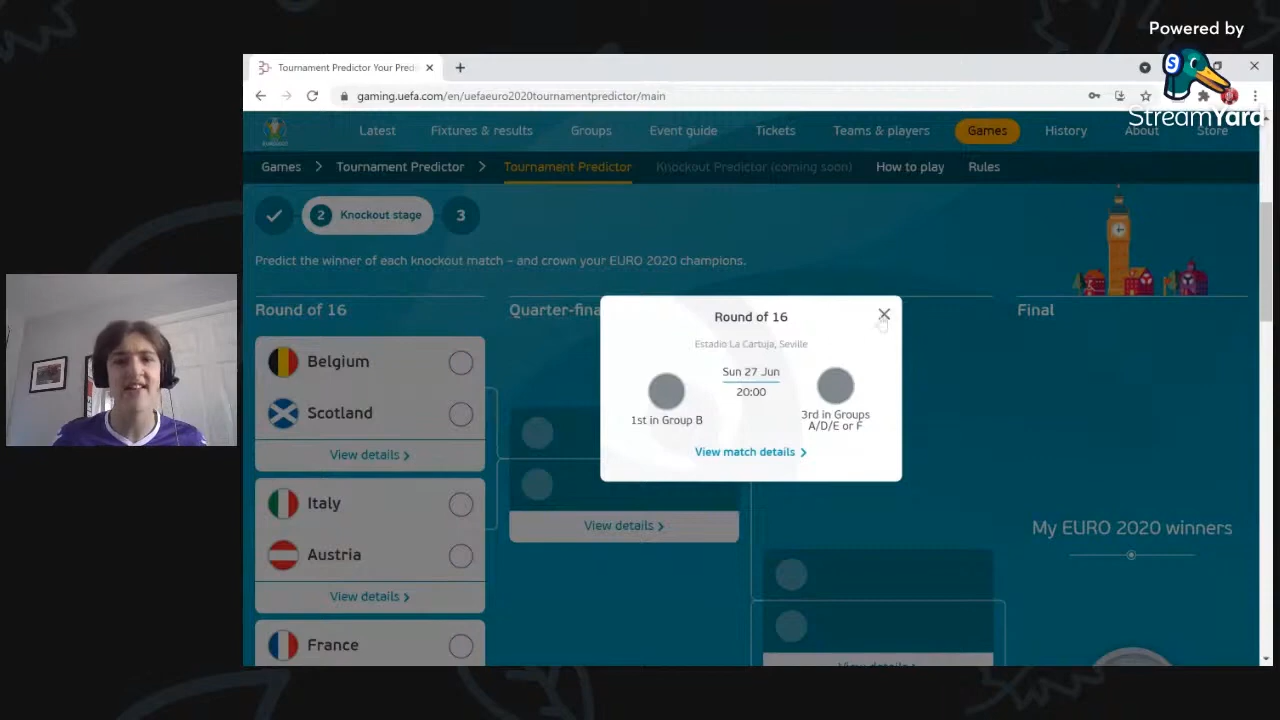 Powered by
StreamYard
Tournament Predictor Your Pred
gaming.uefa.com/en/uefaeuro2020tournamentpredictor/main
Latest Fixtures & results Groups Event guide Tickets Teams & players Games History About Store
Games Tournament Predictor Tournament Predictor Knockout Predictor (coming soon) How to play Rules
2 Knockout stage 3
Predict the winner of each knockout match – and crown your EURO 2020 champions.
Round of 16 Quarter-fina Final
Belgium
Scotland
View details
Italy
Austria
View details
France
View details
Round of 16
Estadio La Cartuja, Seville
Sun 27 Jun
20:00
1st in Group B
3rd in Groups
A/D/E or F
View match details
My EURO 2020 winners